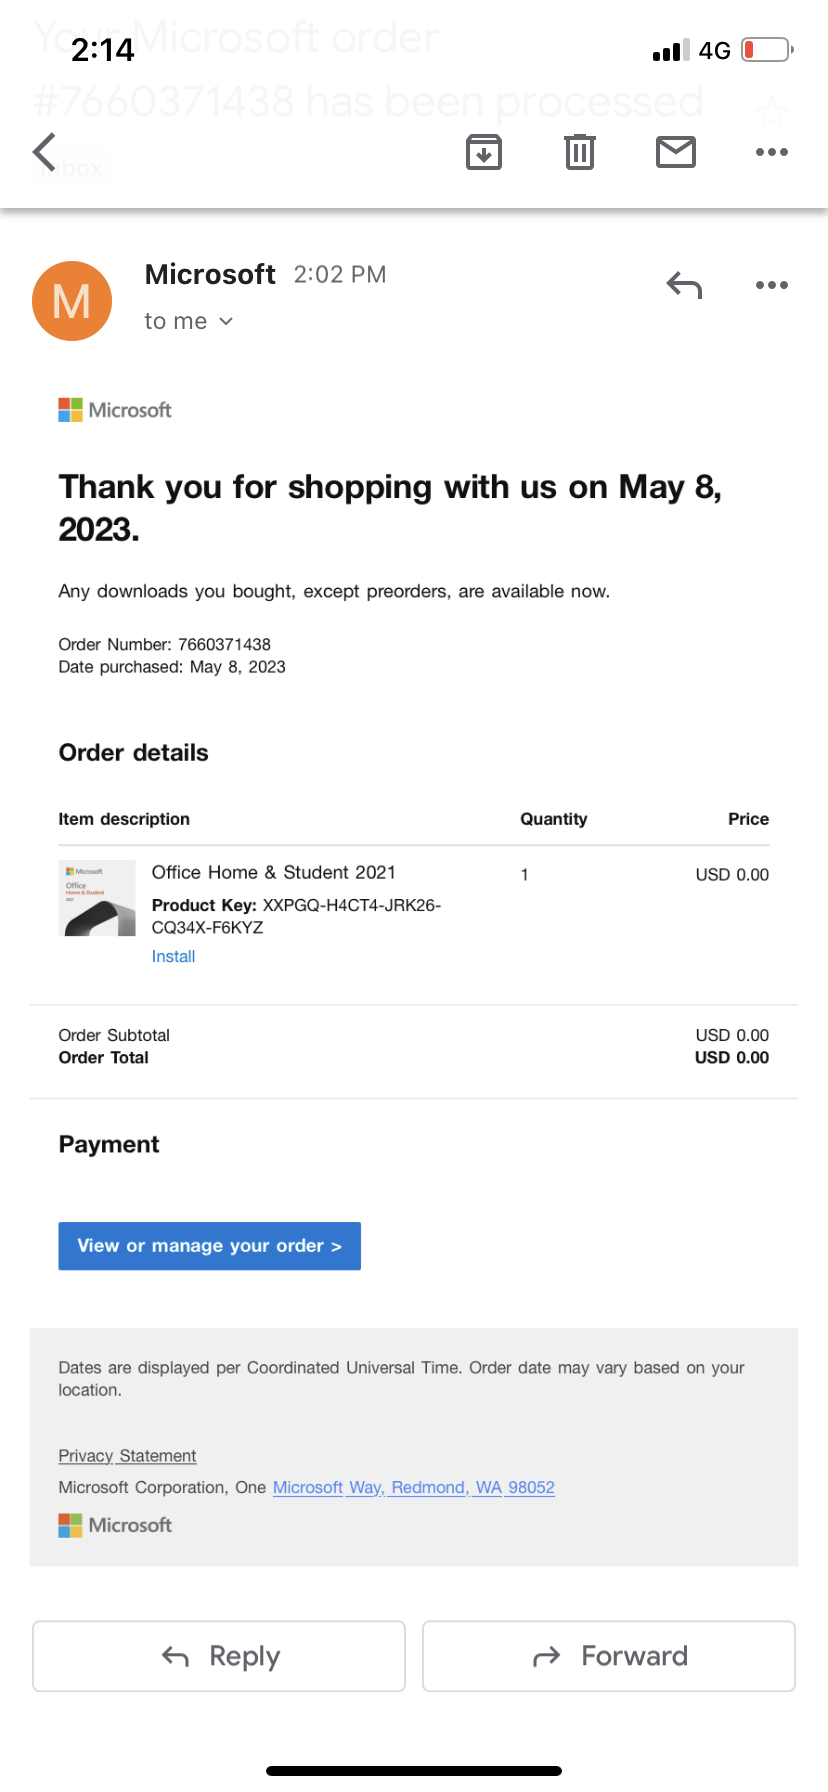 Your Microsoft order
2:14
4G
#7660371438 has been processed
Inbox
M
Microsoft 2:02 PM
to me
Microsoft
Thank you for shopping with us on May 8,
2023.
Any downloads you bought, except preorders, are available now.
Order Number: 7660371438
Date purchased: May 8, 2023
Order details
Item description Quantity Price
Microsoft
Office
Home & Student
2021
Office Home & Student 2021 1 USD 0.00
Product Key: XXPGQ-H4CT4-JRK26-
CQ34X-F6KYZ
Install
Order Subtotal USD 0.00
Order Total USD 0.00
Payment
View or manage your order >
Dates are displayed per Coordinated Universal Time. Order date may vary based on your
location.
Privacy Statement
Microsoft Corporation, One Microsoft Way, Redmond, WA 98052
Microsoft
Reply
Forward